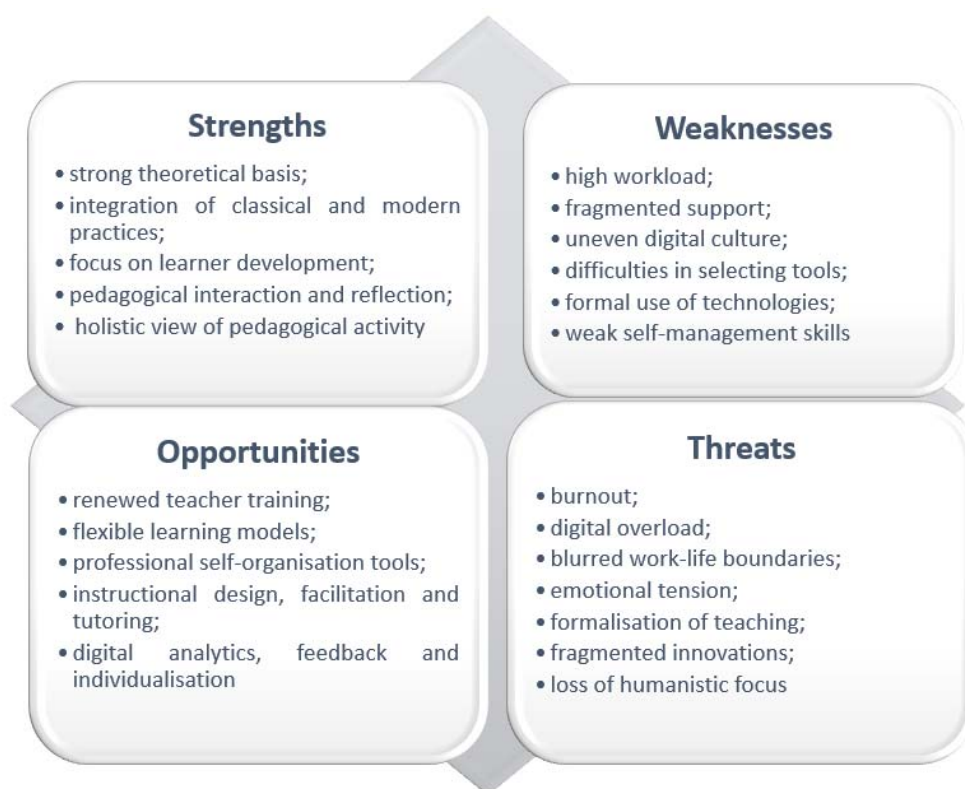 Strengths
• strong theoretical basis;
• integration of classical and modern
practices;
• focus on learner development;
• pedagogical interaction and reflection;
• holistic view of pedagogical activity
Weaknesses
• high workload;
• fragmented support;
• uneven digital culture;
• difficulties in selecting tools;
• formal use of technologies;
• weak self-management skills
Opportunities
• renewed teacher training;
• flexible learning models;
• professional self-organisation tools;
• instructional design, facilitation and
tutoring;
• digital analytics, feedback and
individualisation
Threats
• burnout;
• digital overload;
• blurred work-life boundaries;
• emotional tension;
• formalisation of teaching;
• fragmented innovations;
• loss of humanistic focus